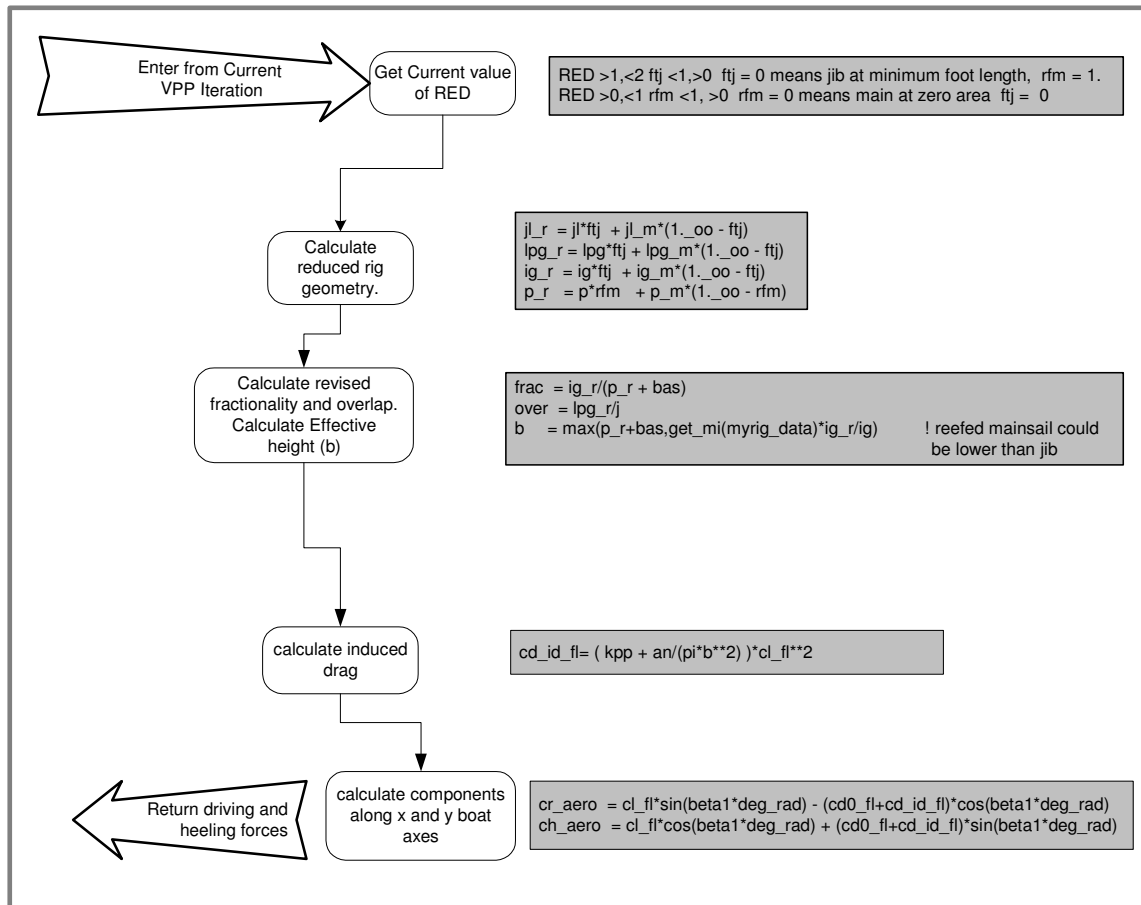 Enter from Current
VPP Iteration
Get Current value
of RED
RED >1,<2 ftj <1,>0 ftj = 0 means jib at minimum foot length, rfm = 1.
RED >0,<1 rfm <1, >0 rfm = 0 means main at zero area ftj = 0
Calculate
reduced rig
geometry.
jl_r = jl*ftj + jl_m*(1._oo - ftj)
lpg_r = lpg*ftj + lpg_m*(1._oo - ftj)
ig_r = ig*ftj + ig_m*(1._oo - ftj)
p_r = p*rfm + p_m*(1._oo - rfm)
Calculate revised
fractionality and overlap.
Calculate Effective
height (b)
frac = ig_r/(p_r + bas)
over = lpg_r/j
b = max(p_r+bas,get_mi(myrig_data)*ig_r/ig) ! reefed mainsail could
be lower than jib
calculate induced
drag
cd_id_fl= ( kpp + an/(pi*b**2) )*cl_fl**2
Return driving and
heeling forces
calculate components
along x and y boat
axes
cr_aero = cl_fl*sin(beta1*deg_rad) - (cd0_fl+cd_id_fl)*cos(beta1*deg_rad)
ch_aero = cl_fl*cos(beta1*deg_rad) + (cd0_fl+cd_id_fl)*sin(beta1*deg_rad)